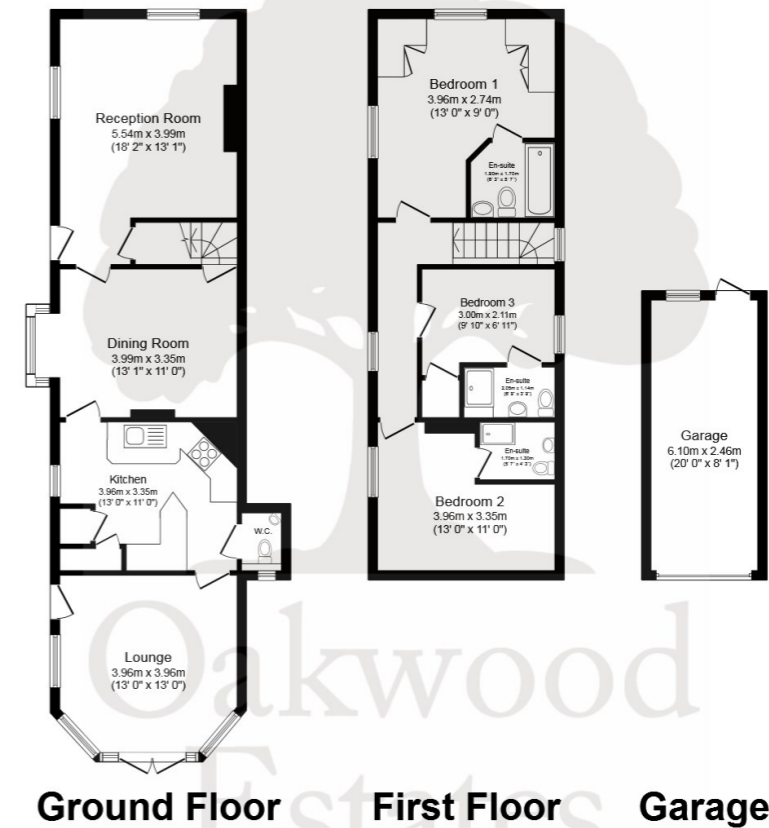 Reception Room
5.54m x 3.99m
(18' 2" x 13' 1")
Dining Room
3.99m x 3.35m
(13' 1" x 11' 0")
Kitchen
3.96m x 3.35m
(13' 0" x 11' 0")
W.C.
Lounge
3.96m x 3.96m
(13' 0" x 13' 0")
Ground Floor
Bedroom 1
3.96m x 2.74m
(13' 0" x 9' 0")
En-suite
Bedroom 3
3.00m x 2.11m
(9' 10" x 6' 11")
En-suite
En-suite
Bedroom 2
3.96m x 3.35m
(13' 0" x 11' 0")
First Floor
Garage
6.10m x 2.46m
(20' 0" x 8' 1")
Garage
Oakwood
Estates